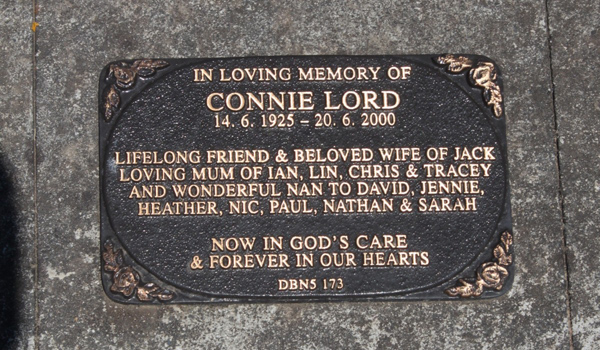 IN LOVING MEMORY OF
CONNIE LORD
14. 6. 1925 – 20. 6. 2000
LIFELONG FRIEND & BELOVED WIFE OF JACK
LOVING MUM OF IAN, LIN, CHRIS & TRACEY
AND WONDERFUL NAN TO DAVID, JENNIE,
HEATHER, NIC, PAUL, NATHAN & SARAH
NOW IN GOD'S CARE
& FOREVER IN OUR HEARTS
DBN5 173